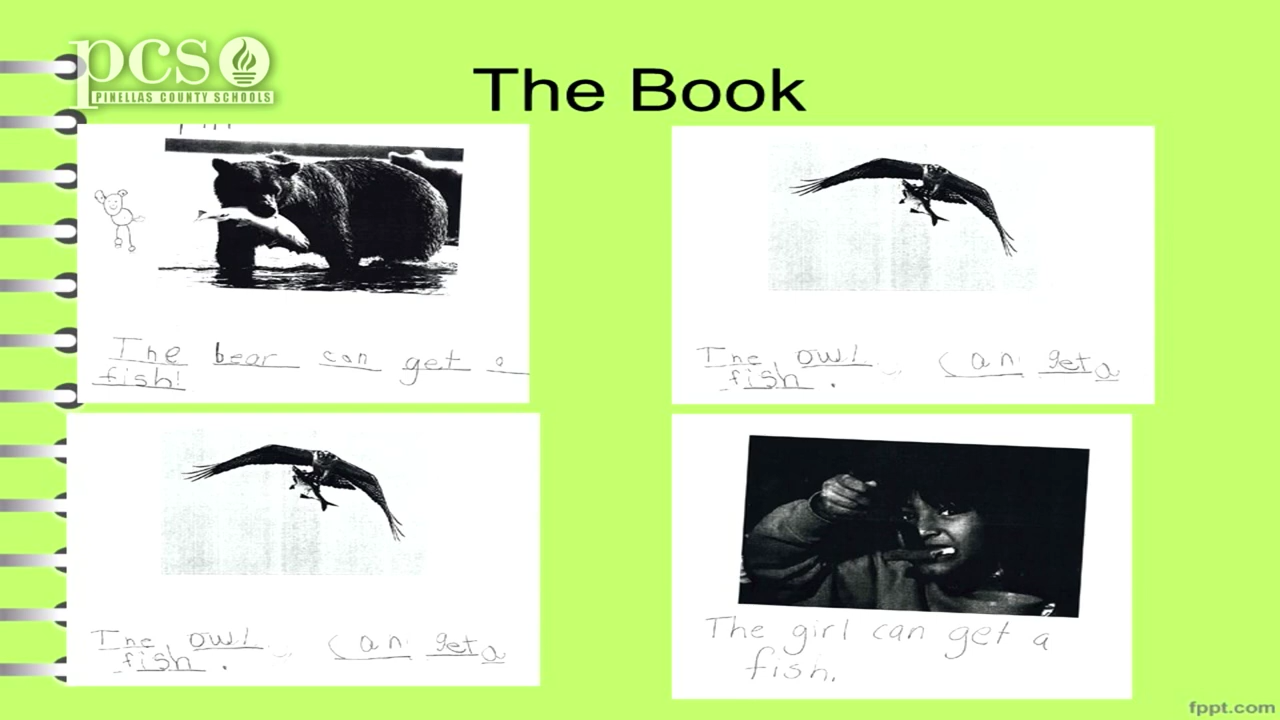 pcs
PINELLAS COUNTY SCHOOLS
The Book
The bear can get a
fish!
The owl can get a
fish.
The owl can get a
fish.
The girl can get a
fish.
fppt.com